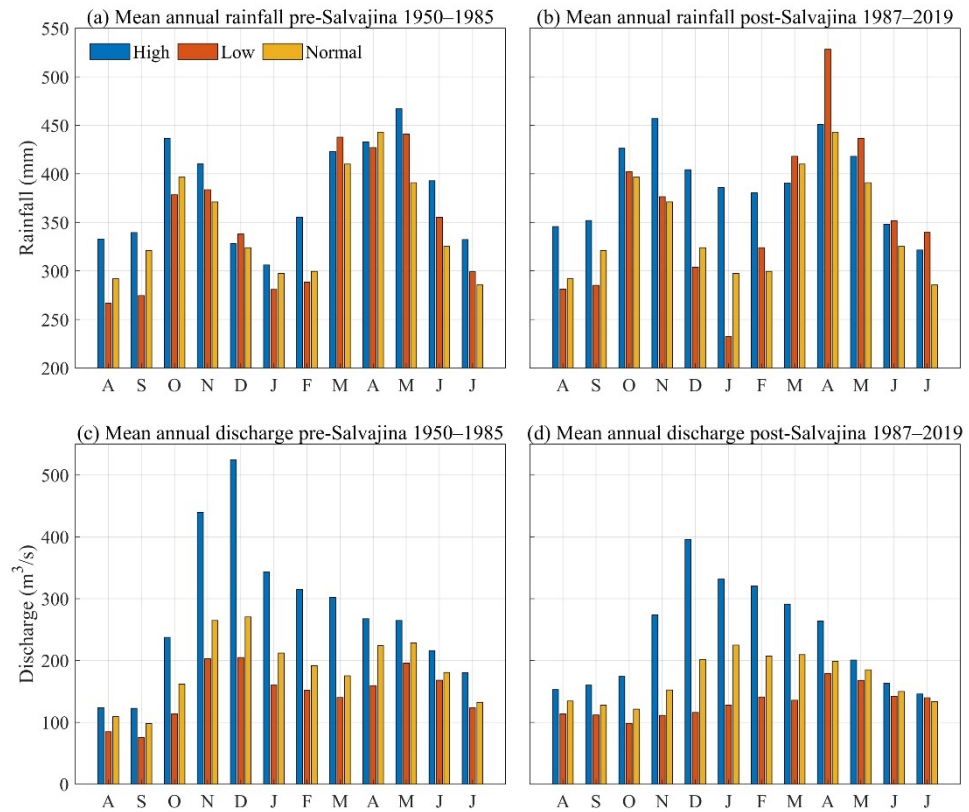 (a) Mean annual rainfall pre-Salvajina 1950–1985
(b) Mean annual rainfall post-Salvajina 1987–2019
High Low Normal
Rainfall (mm)
550
500
450
400
350
300
250
200
A S O N D J F M A M J J
A S O N D J F M A M J J
(c) Mean annual discharge pre-Salvajina 1950–1985
(d) Mean annual discharge post-Salvajina 1987–2019
Discharge (m³/s)
500
400
300
200
100
0
A S O N D J F M A M J J
A S O N D J F M A M J J